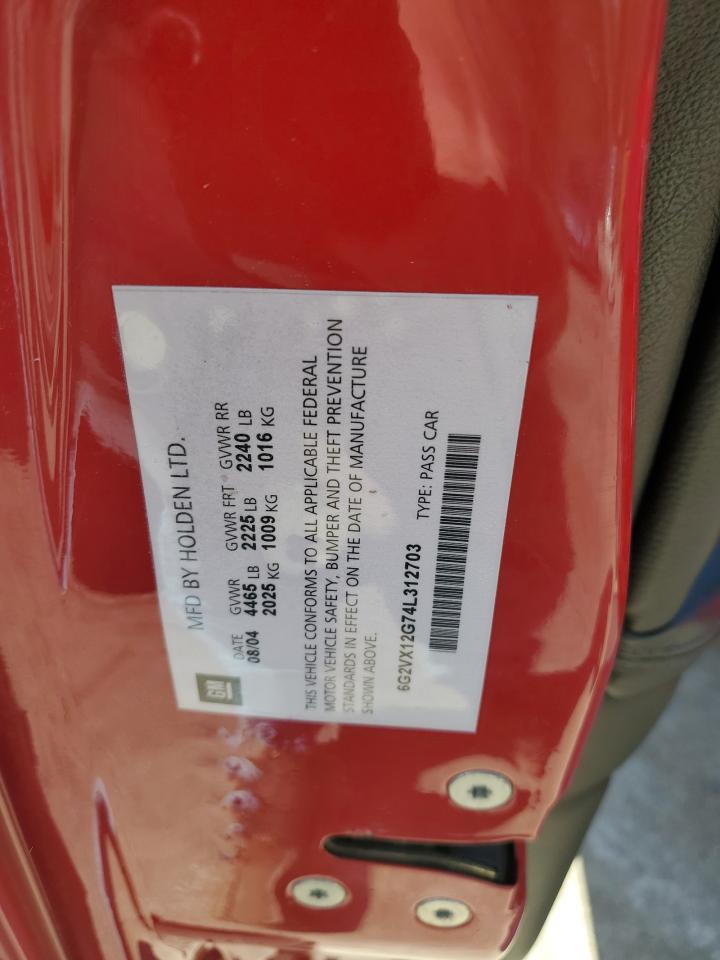 GM
MFD BY HOLDEN LTD.
DATE GVWR GVWR FRT GVWR RR
08/04 4465 LB 2225 LB 2240 LB
2025 KG 1009 KG 1016 KG
THIS VEHICLE CONFORMS TO ALL APPLICABLE FEDERAL
MOTOR VEHICLE SAFETY, BUMPER AND THEFT PREVENTION
STANDARDS IN EFFECT ON THE DATE OF MANUFACTURE
SHOWN ABOVE.
6G2VX12G74L312703 TYPE: PASS CAR